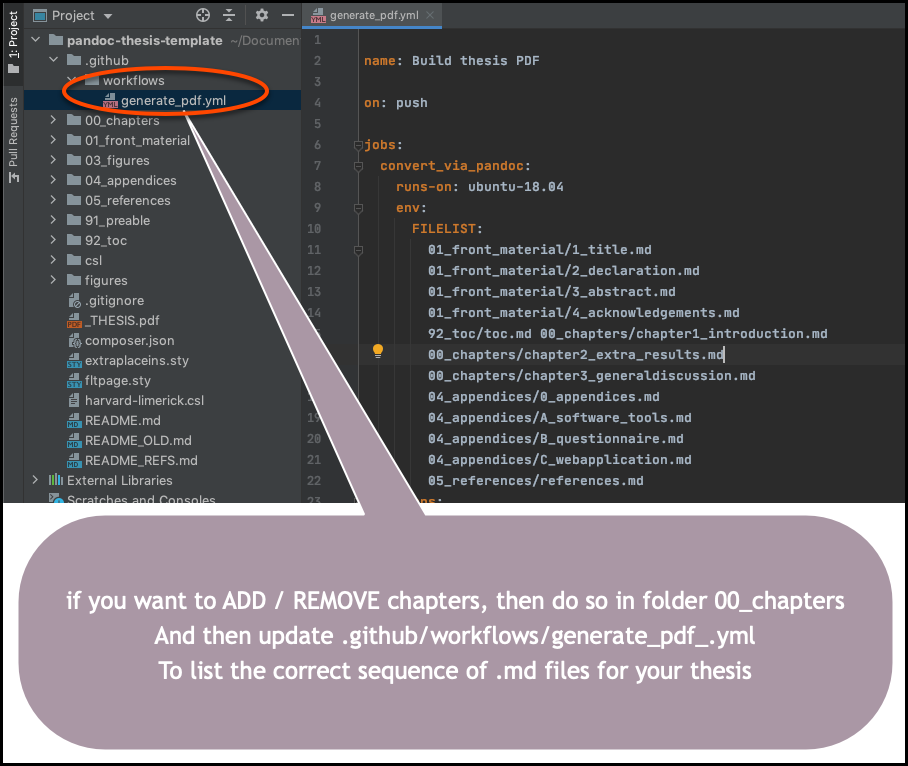 1: Project
Pull Requests
Project
generate_pdf.yml
pandoc-thesis-template ~/Documen
.github
workflows
generate_pdf.yml
00_chapters
01_front_material
03_figures
04_appendices
05_references
91_preable
92_toc
csl
figures
.gitignore
_THESIS.pdf
composer.json
extraplaceins.sty
fltpage.sty
harvard-limerick.csl
README.md
README_OLD.md
README_REFS.md
External Libraries
Scratches and Consoles
1
2 name: Build thesis PDF
3
4 on: push
5
6 jobs:
7 convert_via_pandoc:
8 runs-on: ubuntu-18.04
9 env:
10 FILELIST:
11 01_front_material/1_title.md
12 01_front_material/2_declaration.md
13 01_front_material/3_abstract.md
14 01_front_material/4_acknowledgements.md
92_toc/toc.md 00_chapters/chapter1_introduction.md
00_chapters/chapter2_extra_results.md
00_chapters/chapter3_generaldiscussion.md
04_appendices/0_appendices.md
19 04_appendices/A_software_tools.md
20 04_appendices/B_questionnaire.md
21 04_appendices/C_webapplication.md
22 05_references/references.md
23
if you want to ADD / REMOVE chapters, then do so in folder 00_chapters
And then update .github/workflows/generate_pdf_.yml
To list the correct sequence of .md files for your thesis